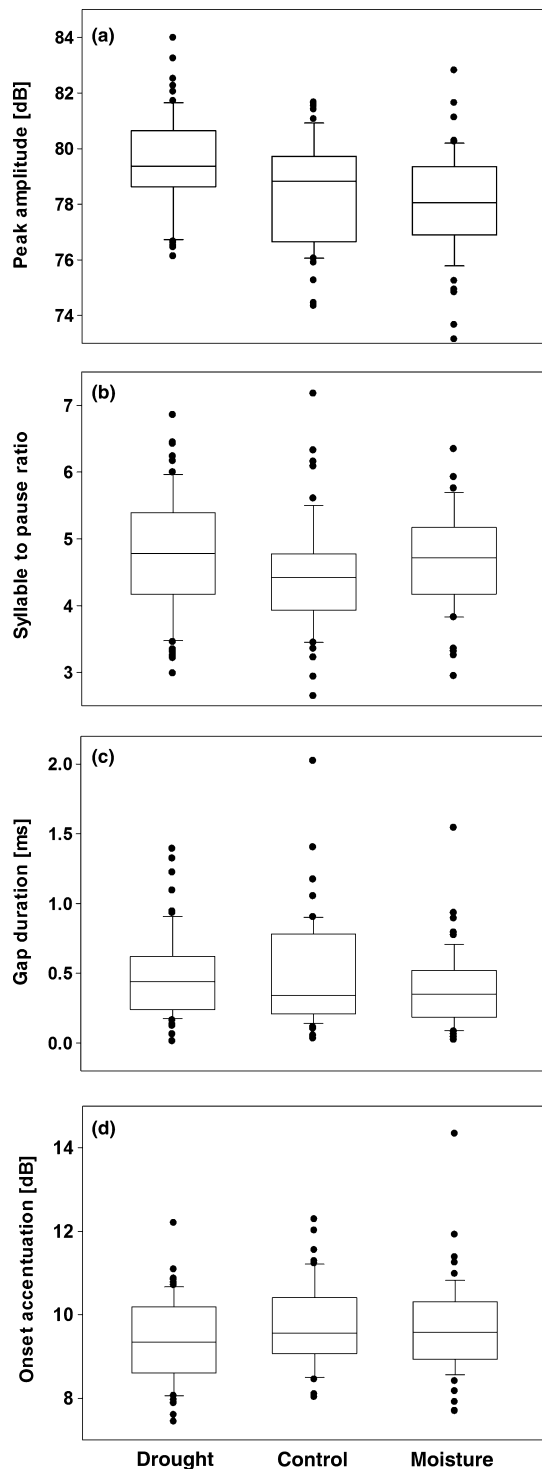 (a)
Peak amplitude [dB]
84
82
80
78
76
74
(b)
Syllable to pause ratio
7
6
5
4
3
(c)
Gap duration [ms]
2.0
1.5
1.0
0.5
0.0
(d)
Onset accentuation [dB]
14
12
10
8
Drought Control Moisture